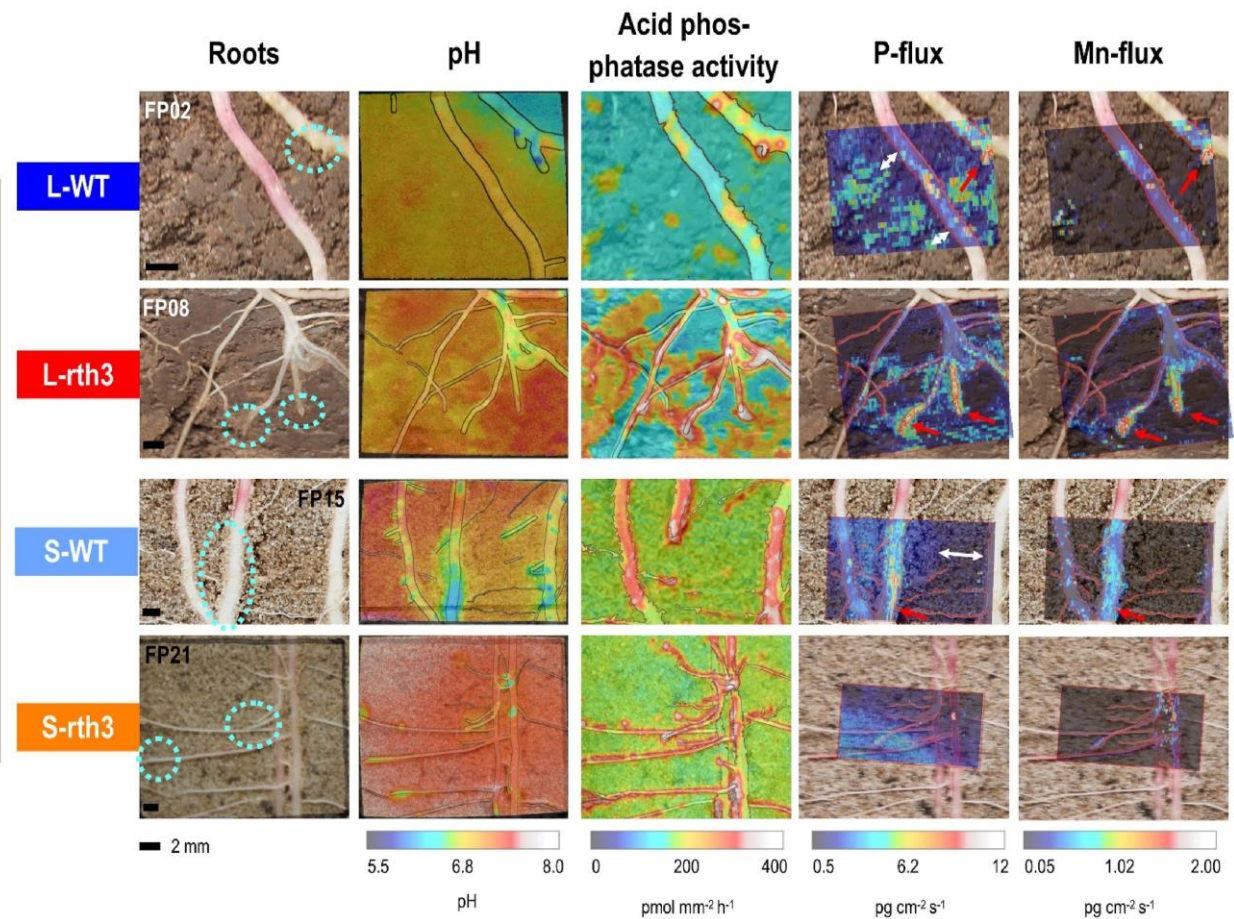 Roots
pH
Acid phos-
phatase activity
P-flux
Mn-flux
L-WT
FP02
L-rth3
FP08
S-WT
FP15
S-rth3
FP21
2 mm
5.5 6.8 8.0
pH
0 200 400
pmol mm⁻² h⁻¹
0.5 6.2 12
pg cm⁻² s⁻¹
0.05 1.02 2.00
pg cm⁻² s⁻¹